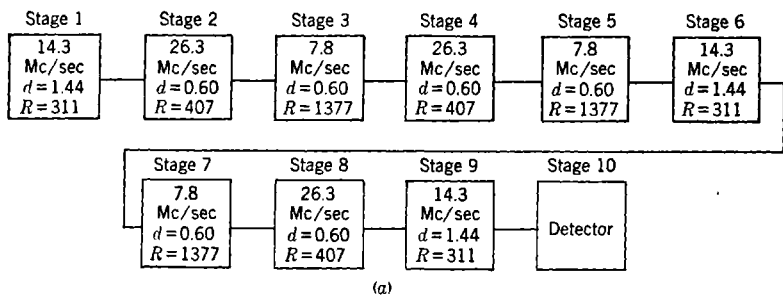 Stage 1 Stage 2 Stage 3 Stage 4 Stage 5 Stage 6
14.3 26.3 7.8 26.3 7.8 14.3
Mc/sec Mc/sec Mc/sec Mc/sec Mc/sec Mc/sec
d=1.44 d=0.60 d=0.60 d=0.60 d=0.60 d=1.44
R=311 R=407 R=1377 R=407 R=1377 R=311
Stage 7 Stage 8 Stage 9 Stage 10
7.8 26.3 14.3
Mc/sec Mc/sec Mc/sec Detector
d=0.60 d=0.60 d=1.44
R=1377 R=407 R=311
(a)